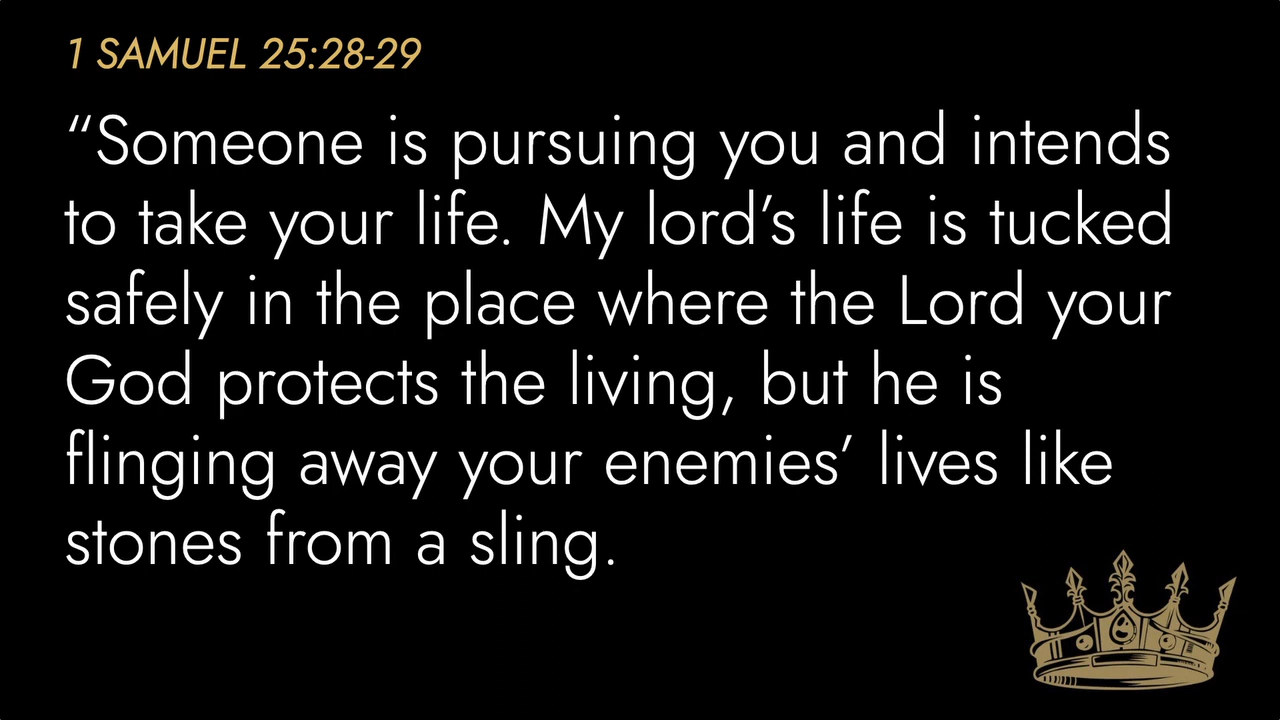 1 SAMUEL 25:28-29
“Someone is pursuing you and intends
to take your life. My lord’s life is tucked
safely in the place where the Lord your
God protects the living, but he is
flinging away your enemies’ lives like
stones from a sling.